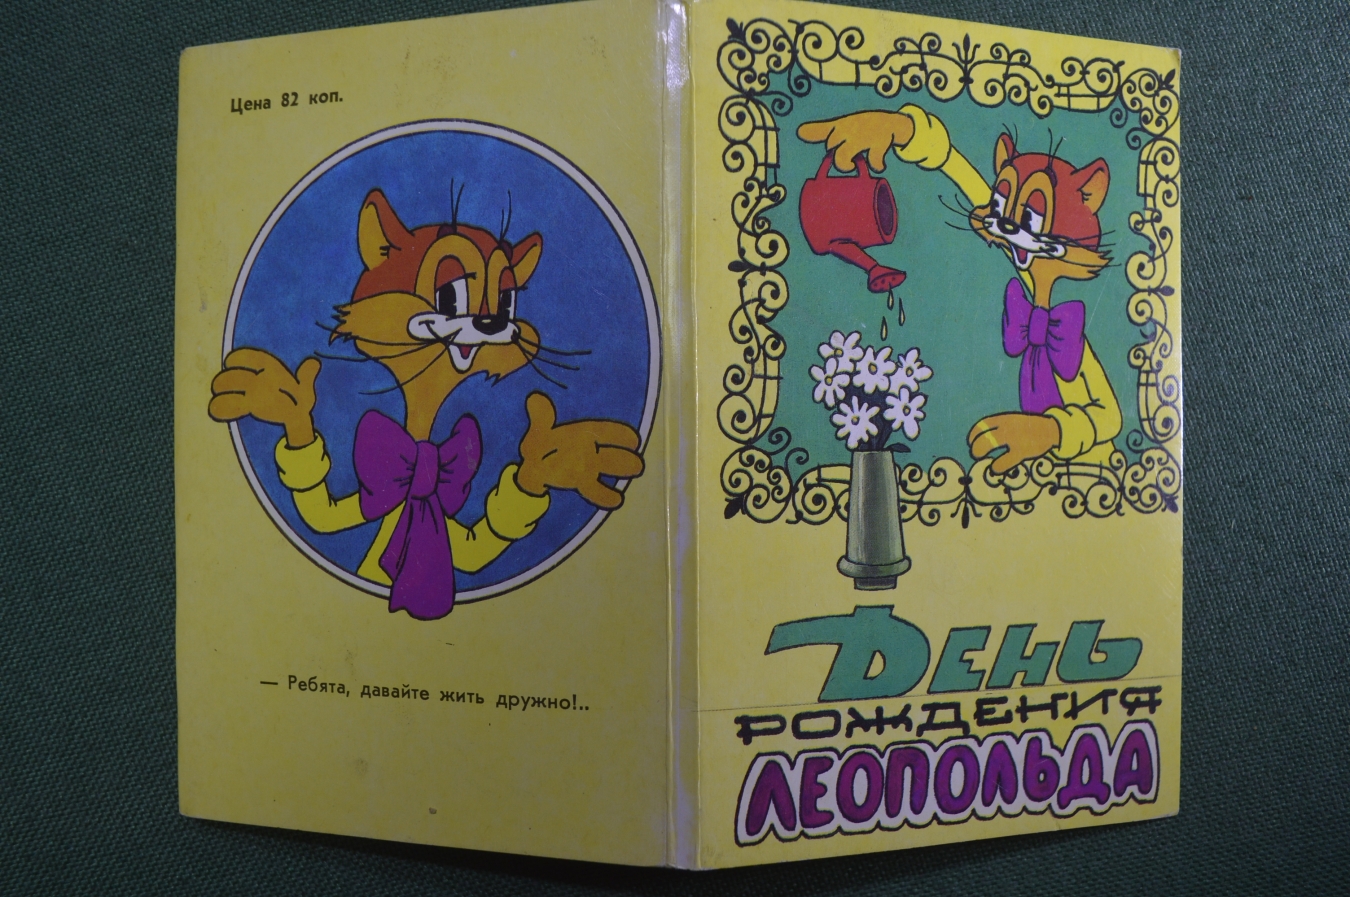 Цена 82 коп.
— Ребята, давайте жить дружно!..
День
рождения
Леопольда